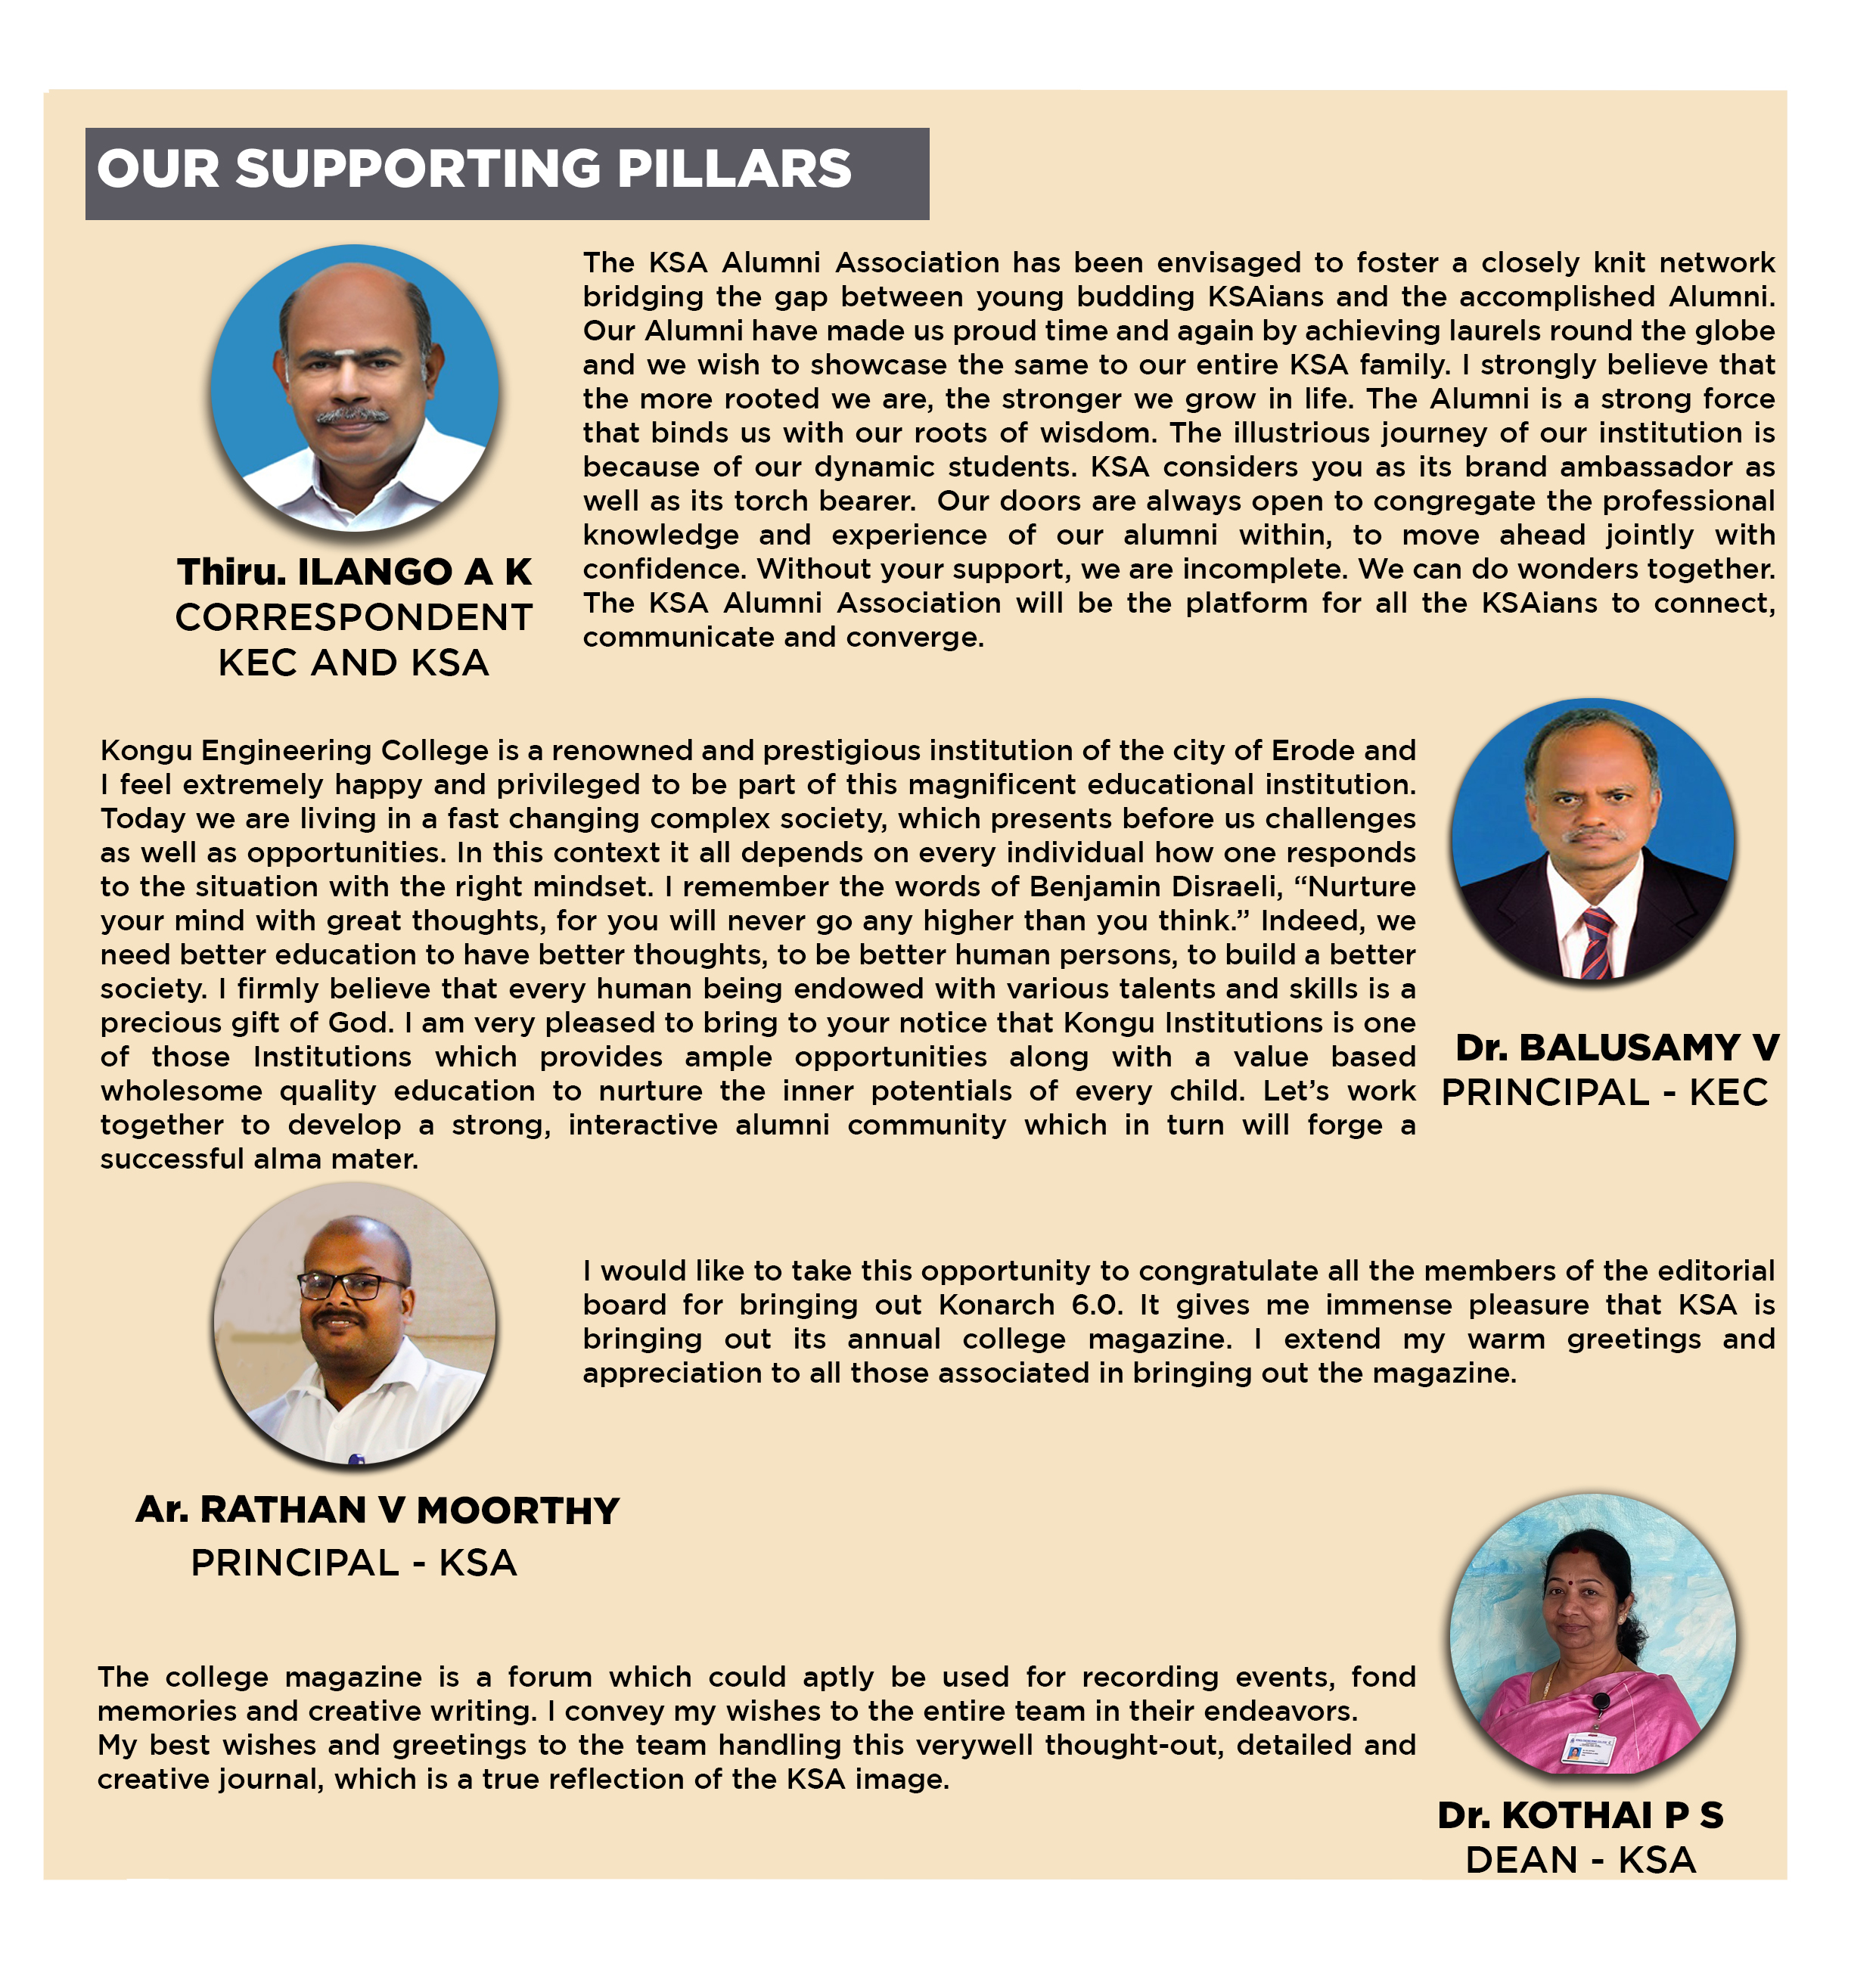 OUR SUPPORTING PILLARS
The KSA Alumni Association has been envisaged to foster a closely knit network
bridging the gap between young budding KSAians and the accomplished Alumni.
Our Alumni have made us proud time and again by achieving laurels round the globe
and we wish to showcase the same to our entire KSA family. I strongly believe that
the more rooted we are, the stronger we grow in life. The Alumni is a strong force
that binds us with our roots of wisdom. The illustrious journey of our institution is
because of our dynamic students. KSA considers you as its brand ambassador as
well as its torch bearer.  Our doors are always open to congregate the professional
knowledge and experience of our alumni within, to move ahead jointly with
confidence. Without your support, we are incomplete. We can do wonders together.
The KSA Alumni Association will be the platform for all the KSAians to connect,
communicate and converge.
Thiru. ILANGO A K
CORRESPONDENT
KEC AND KSA
Kongu Engineering College is a renowned and prestigious institution of the city of Erode and
I feel extremely happy and privileged to be part of this magnificent educational institution.
Today we are living in a fast changing complex society, which presents before us challenges
as well as opportunities. In this context it all depends on every individual how one responds
to the situation with the right mindset. I remember the words of Benjamin Disraeli, “Nurture
your mind with great thoughts, for you will never go any higher than you think.” Indeed, we
need better education to have better thoughts, to be better human persons, to build a better
society. I firmly believe that every human being endowed with various talents and skills is a
precious gift of God. I am very pleased to bring to your notice that Kongu Institutions is one
of those Institutions which provides ample opportunities along with a value based
wholesome quality education to nurture the inner potentials of every child. Let’s work
together to develop a strong, interactive alumni community which in turn will forge a
successful alma mater.
Dr. BALUSAMY V
PRINCIPAL - KEC
I would like to take this opportunity to congratulate all the members of the editorial
board for bringing out Konarch 6.0. It gives me immense pleasure that KSA is
bringing out its annual college magazine. I extend my warm greetings and
appreciation to all those associated in bringing out the magazine.
Ar. RATHAN V MOORTHY
PRINCIPAL - KSA
The college magazine is a forum which could aptly be used for recording events, fond
memories and creative writing. I convey my wishes to the entire team in their endeavors.
My best wishes and greetings to the team handling this verywell thought-out, detailed and
creative journal, which is a true reflection of the KSA image.
Dr. KOTHAI P S
DEAN - KSA